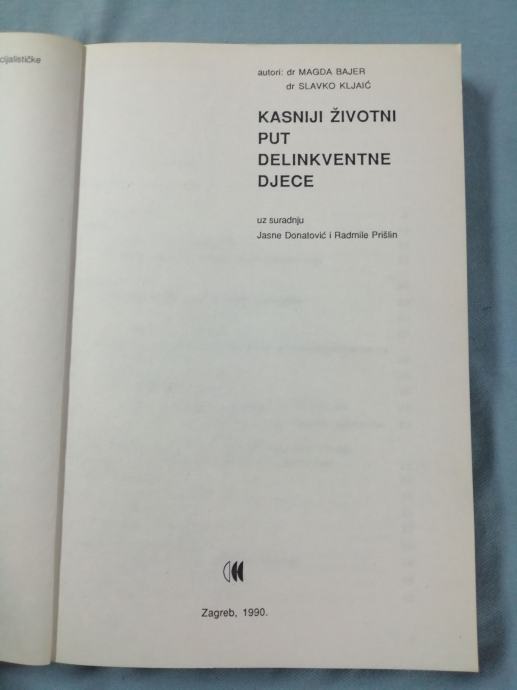 cijalističke
autori: dr MAGDA BAJER
dr SLAVKO KLJAIĆ
KASNIJI ŽIVOTNI
PUT
DELINKVENTNE
DJECE
uz suradnju
Jasne Donatović i Radmile Prišlin
Zagreb, 1990.